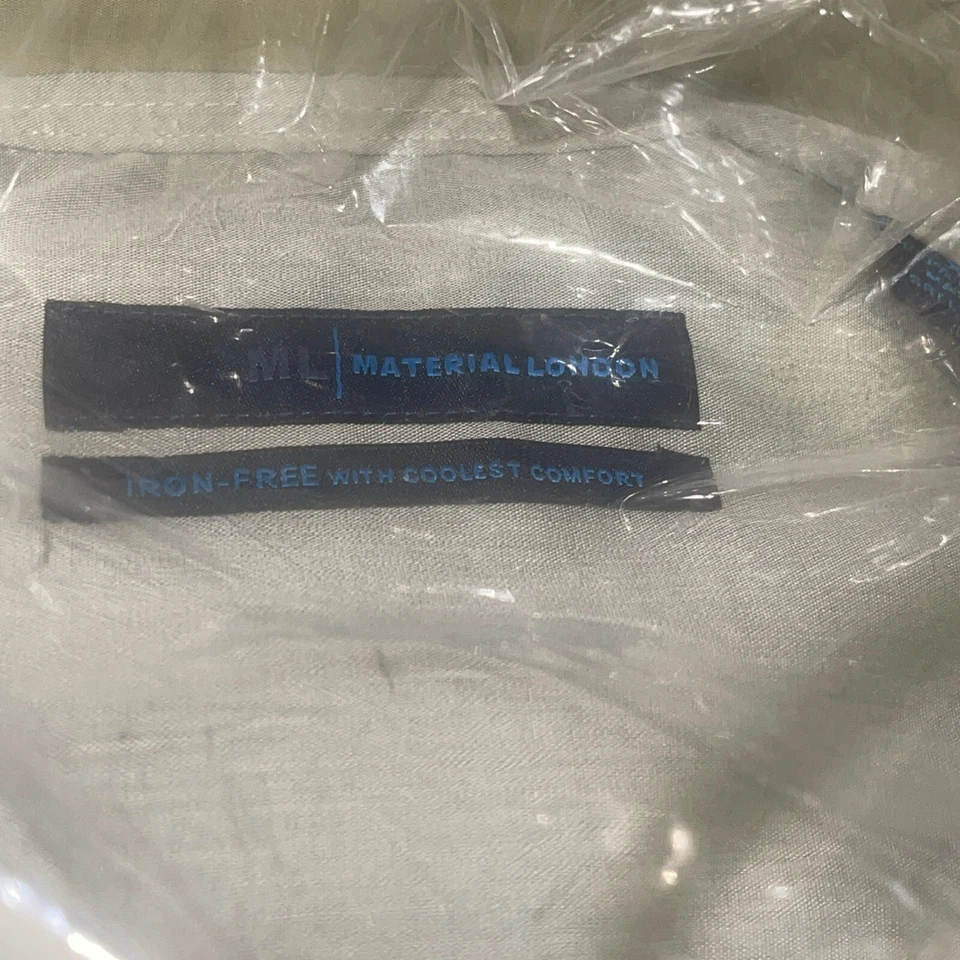 ML | MATERIAL LONDON
IRON-FREE WITH COOLEST COMFORT